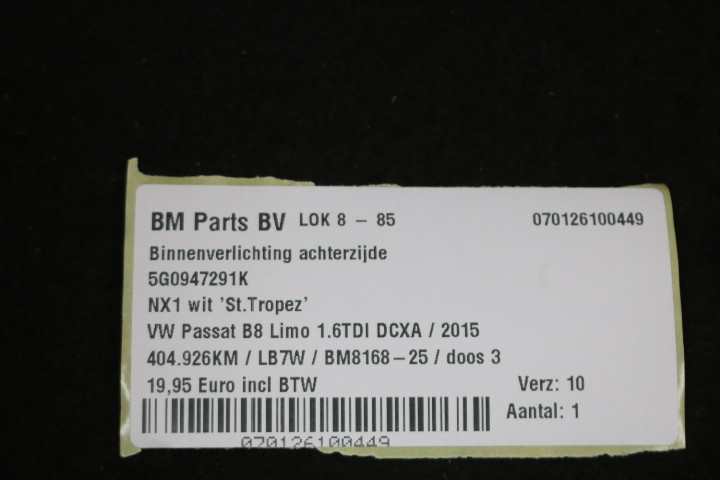 BM Parts BV LOK 8 - 85 070126100449
Binnenverlichting achterzijde
5G0947291K
NX1 wit 'St.Tropez'
VW Passat B8 Limo 1.6TDI DCXA / 2015
404.926KM / LB7W / BM8168-25 / doos 3
19,95 Euro incl BTW Verz: 10
Aantal: 1
070126100449